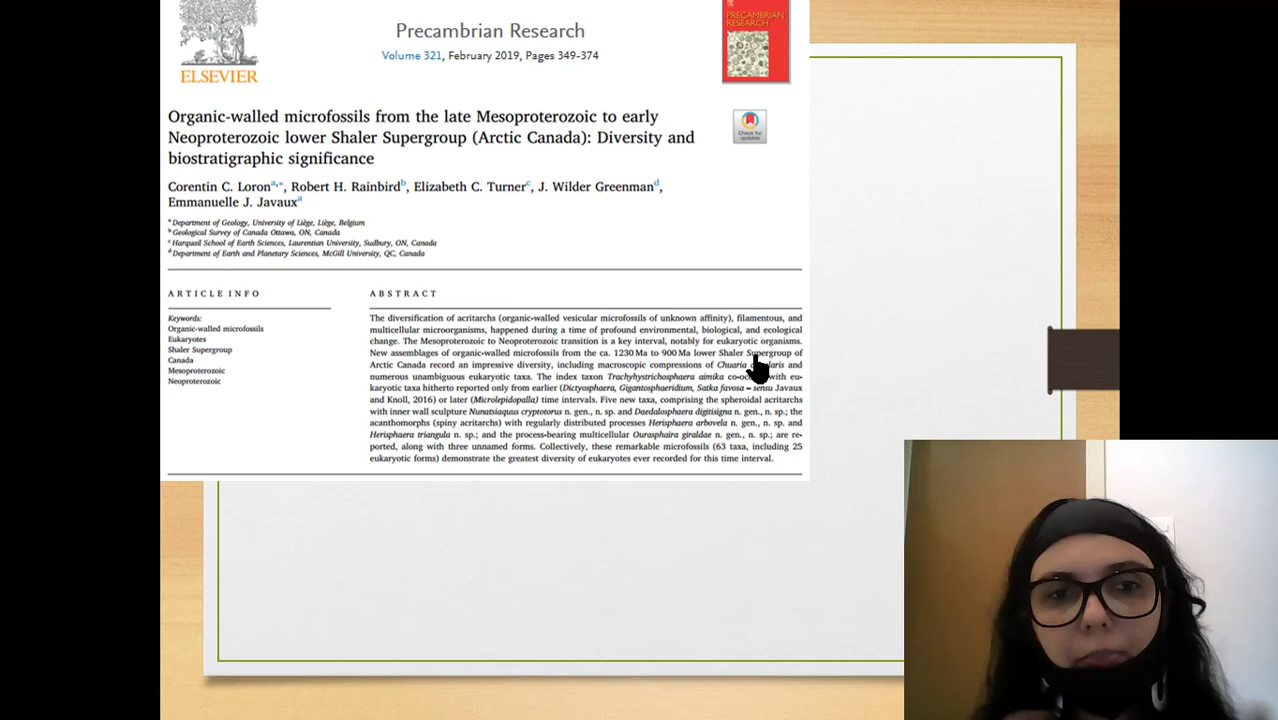 Precambrian Research
PRECAMBRIAN
RESEARCH
Volume 321, February 2019, Pages 349-374
ELSEVIER
Organic-walled microfossils from the late Mesoproterozoic to early
Neoproterozoic lower Shaler Supergroup (Arctic Canada): Diversity and
biostratigraphic significance
Check for
updates
Corentin C. Loron a,*, Robert H. Rainbird b, Elizabeth C. Turner c, J. Wilder Greenman d,
Emmanuelle J. Javaux a
a Department of Geology, University of Liège, Liège, Belgium
b Geological Survey of Canada Ottawa, ON, Canada
c Harquail School of Earth Sciences, Laurentian University, Sudbury, ON, Canada
d Department of Earth and Planetary Sciences, McGill University, QC, Canada
ARTICLE INFO
Keywords:
Organic-walled microfossils
Eukaryotes
Shaler Supergroup
Canada
Mesoproterozoic
Neoproterozoic
ABSTRACT
The diversification of acritarchs (organic-walled vesicular microfossils of unknown affinity), filamentous, and
multicellular microorganisms, happened during a time of profound environmental, biological, and ecological
change. The Mesoproterozoic to Neoproterozoic transition is a key interval, notably for eukaryotic organisms.
New assemblages of organic-walled microfossils from the ca. 1230 Ma to 900 Ma lower Shaler Supergroup of
Arctic Canada record an impressive diversity, including macroscopic compressions of Chuaria and
numerous unambiguous eukaryotic taxa. The index taxon Trachyhystrichosphaera aimika with eu-
karyotic taxa hitherto reported only from earlier (Dictyosphaera, Gigantosphaeridium, Satka favosa – sensu Javaux
and Knoll, 2016) or later (Microlepidopalla) time intervals. Five new taxa, comprising the spheroidal acritarchs
with inner wall sculpture Nunatsiaquus cryptotorus n. gen., n. sp. and Daedalosphaera digitisigna n. gen., n. sp.; the
acanthomorphs (spiny acritarchs) with regularly distributed processes Herisphaera arbovela n. gen., n. sp. and
Herisphaera triangula n. sp.; and the process-bearing multicellular Ourasphaira giraldae n. gen., n. sp.; are re-
ported, along with three unnamed forms. Collectively, these remarkable microfossils (63 taxa, including 25
eukaryotic forms) demonstrate the greatest diversity of eukaryotes ever recorded for this time interval.